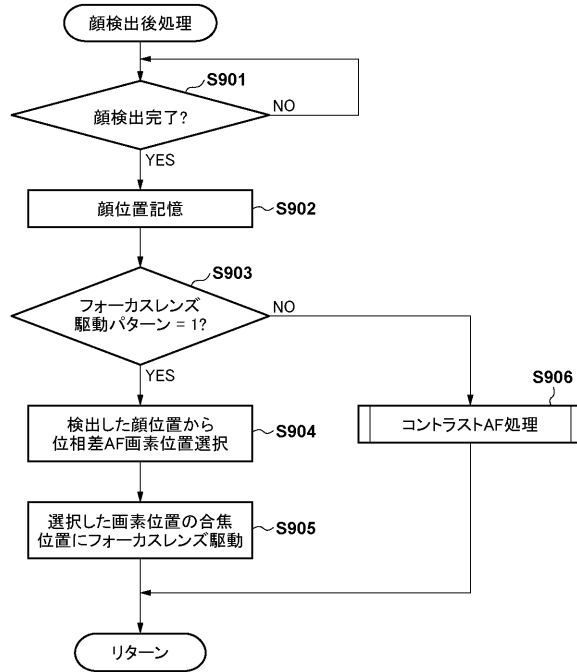 顔検出後処理
S901
顔検出完了?
NO
YES
顔位置記憶
S902
S903
フォーカスレンズ
駆動パターン = 1?
NO
YES
S906
検出した顔位置から
位相差AF画素位置選択
S904
コントラストAF処理
選択した画素位置の合焦
位置にフォーカスレンズ駆動
S905
リターン